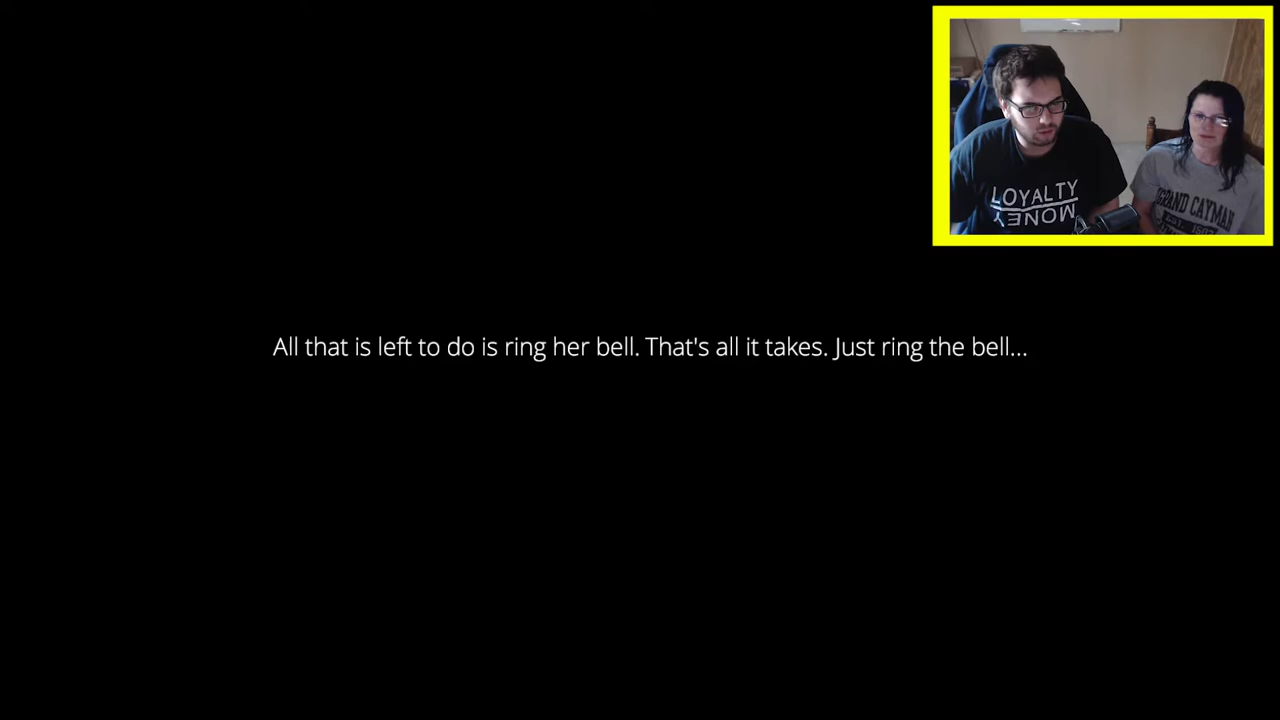 All that is left to do is ring her bell. That's all it takes. Just ring the bell...
LOYALTY
MONEY
GRAND CAYMAN